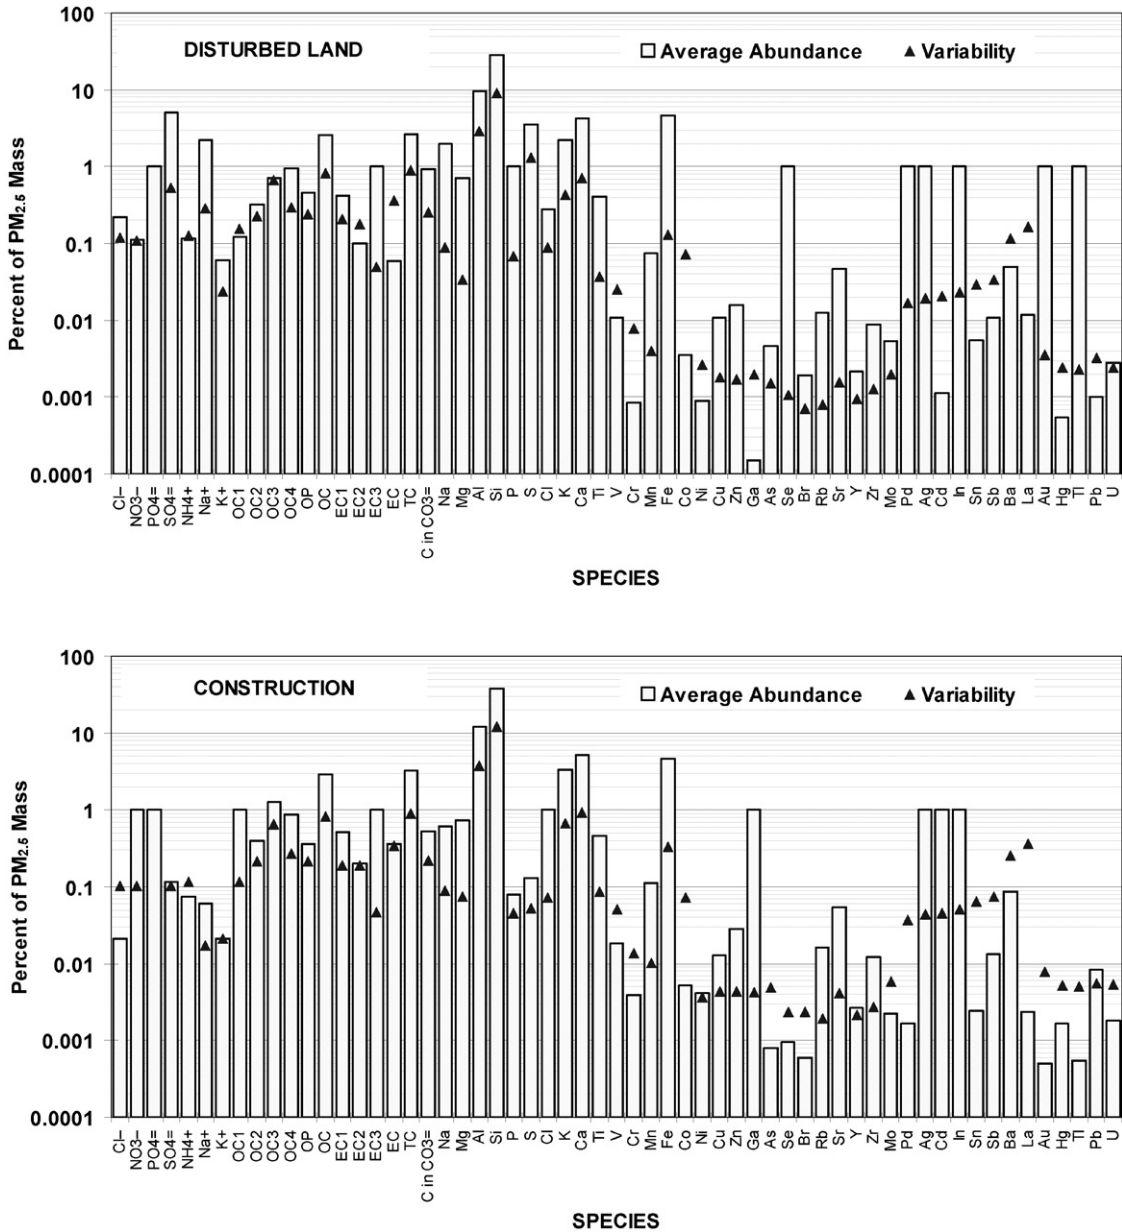 100
DISTURBED LAND
Average Abundance
Variability
10
1
0.1
0.01
0.001
0.0001
Percent of PM2.5 Mass
Cl– NO3– PO4= SO4= NH4+ Na+ K+ OC1 OC2 OC3 OC4 OP OC EC1 EC2 EC3 EC TC C in CO3= Na Mg Al Si P S Cl K Ca Ti V Cr Mn Fe Co Ni Cu Zn Ga As Se Br Rb Sr Y Zr Mo Pd Ag Cd In Sn Sb Ba La Au Hg Tl Pb U
SPECIES
100
CONSTRUCTION
Average Abundance
Variability
10
1
0.1
0.01
0.001
0.0001
Percent of PM2.5 Mass
Cl– NO3– PO4= SO4= NH4+ Na+ K+ OC1 OC2 OC3 OC4 OP OC EC1 EC2 EC3 EC TC C in CO3= Na Mg Al Si P S Cl K Ca Ti V Cr Mn Fe Co Ni Cu Zn Ga As Se Br Rb Sr Y Zr Mo Pd Ag Cd In Sn Sb Ba La Au Hg Tl Pb U
SPECIES